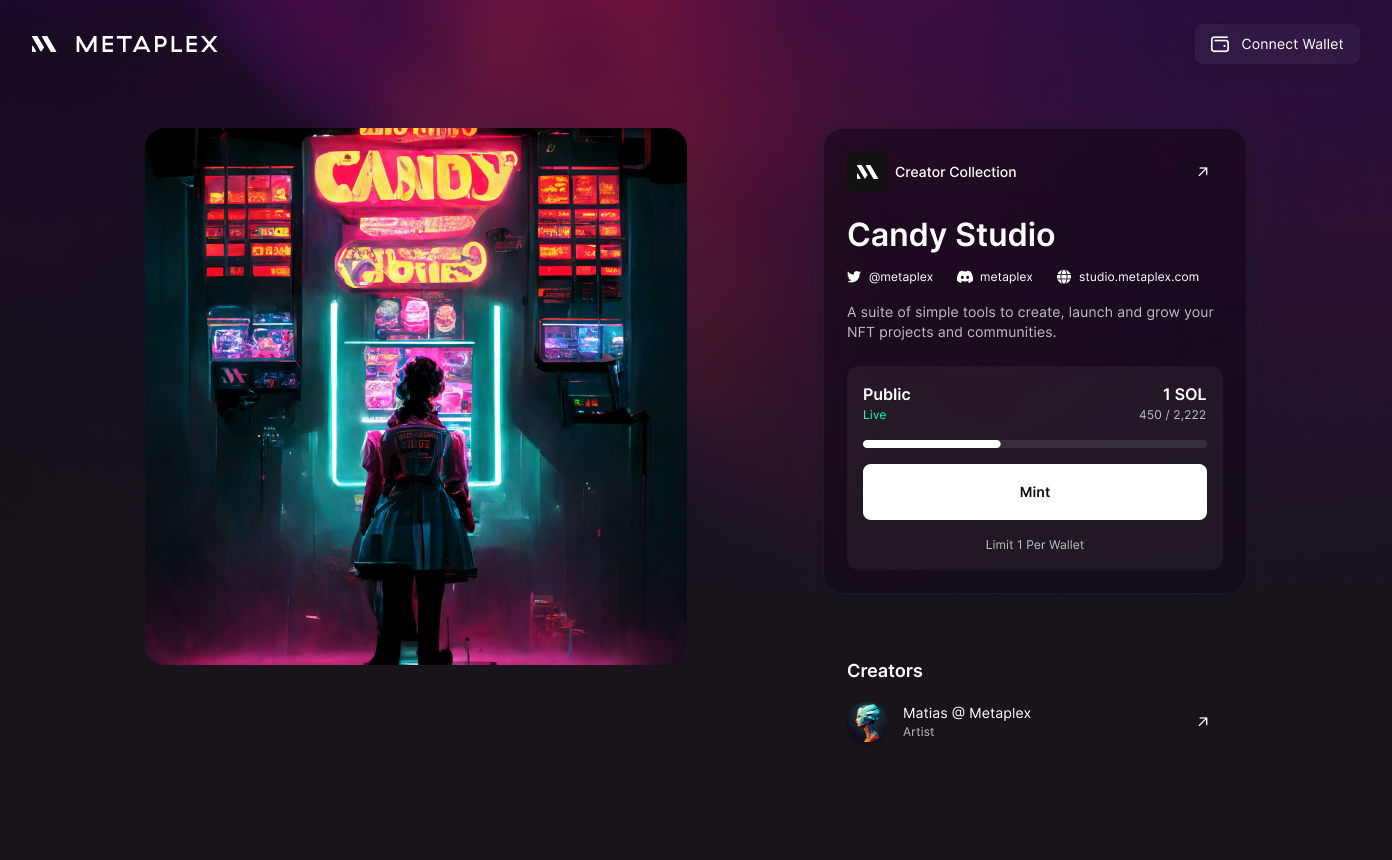 METAPLEX
Connect Wallet
CANDY
Creator Collection
Candy Studio
@metaplex
metaplex
studio.metaplex.com
A suite of simple tools to create, launch and grow your
NFT projects and communities.
Public
1 SOL
Live
450 / 2,222
Mint
Limit 1 Per Wallet
Creators
Matias @ Metaplex
Artist